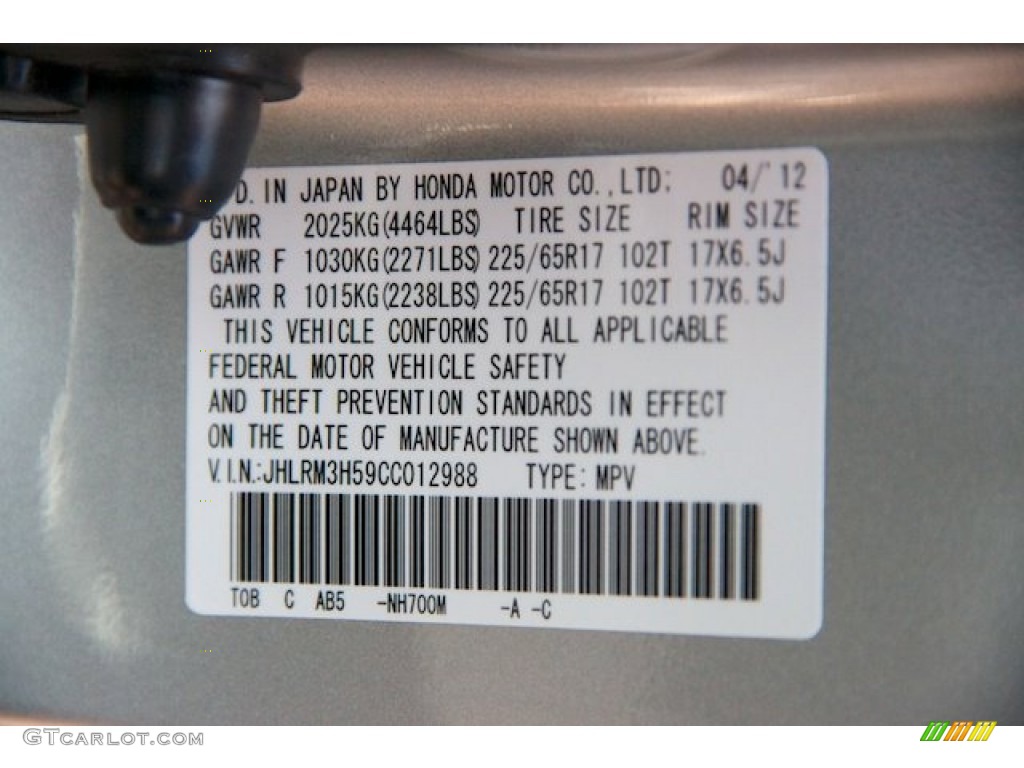 D. IN JAPAN BY HONDA MOTOR CO., LTD; 04/'12
GVWR 2025KG(4464LBS) TIRE SIZE RIM SIZE
GAWR F 1030KG(2271LBS) 225/65R17 102T 17X6.5J
GAWR R 1015KG(2238LBS) 225/65R17 102T 17X6.5J
THIS VEHICLE CONFORMS TO ALL APPLICABLE
FEDERAL MOTOR VEHICLE SAFETY
AND THEFT PREVENTION STANDARDS IN EFFECT
ON THE DATE OF MANUFACTURE SHOWN ABOVE.
V.I.N.:JHLRM3H59CC012988 TYPE: MPV
TOB C AB5 -NH700M -A -C
GTCarlot.com